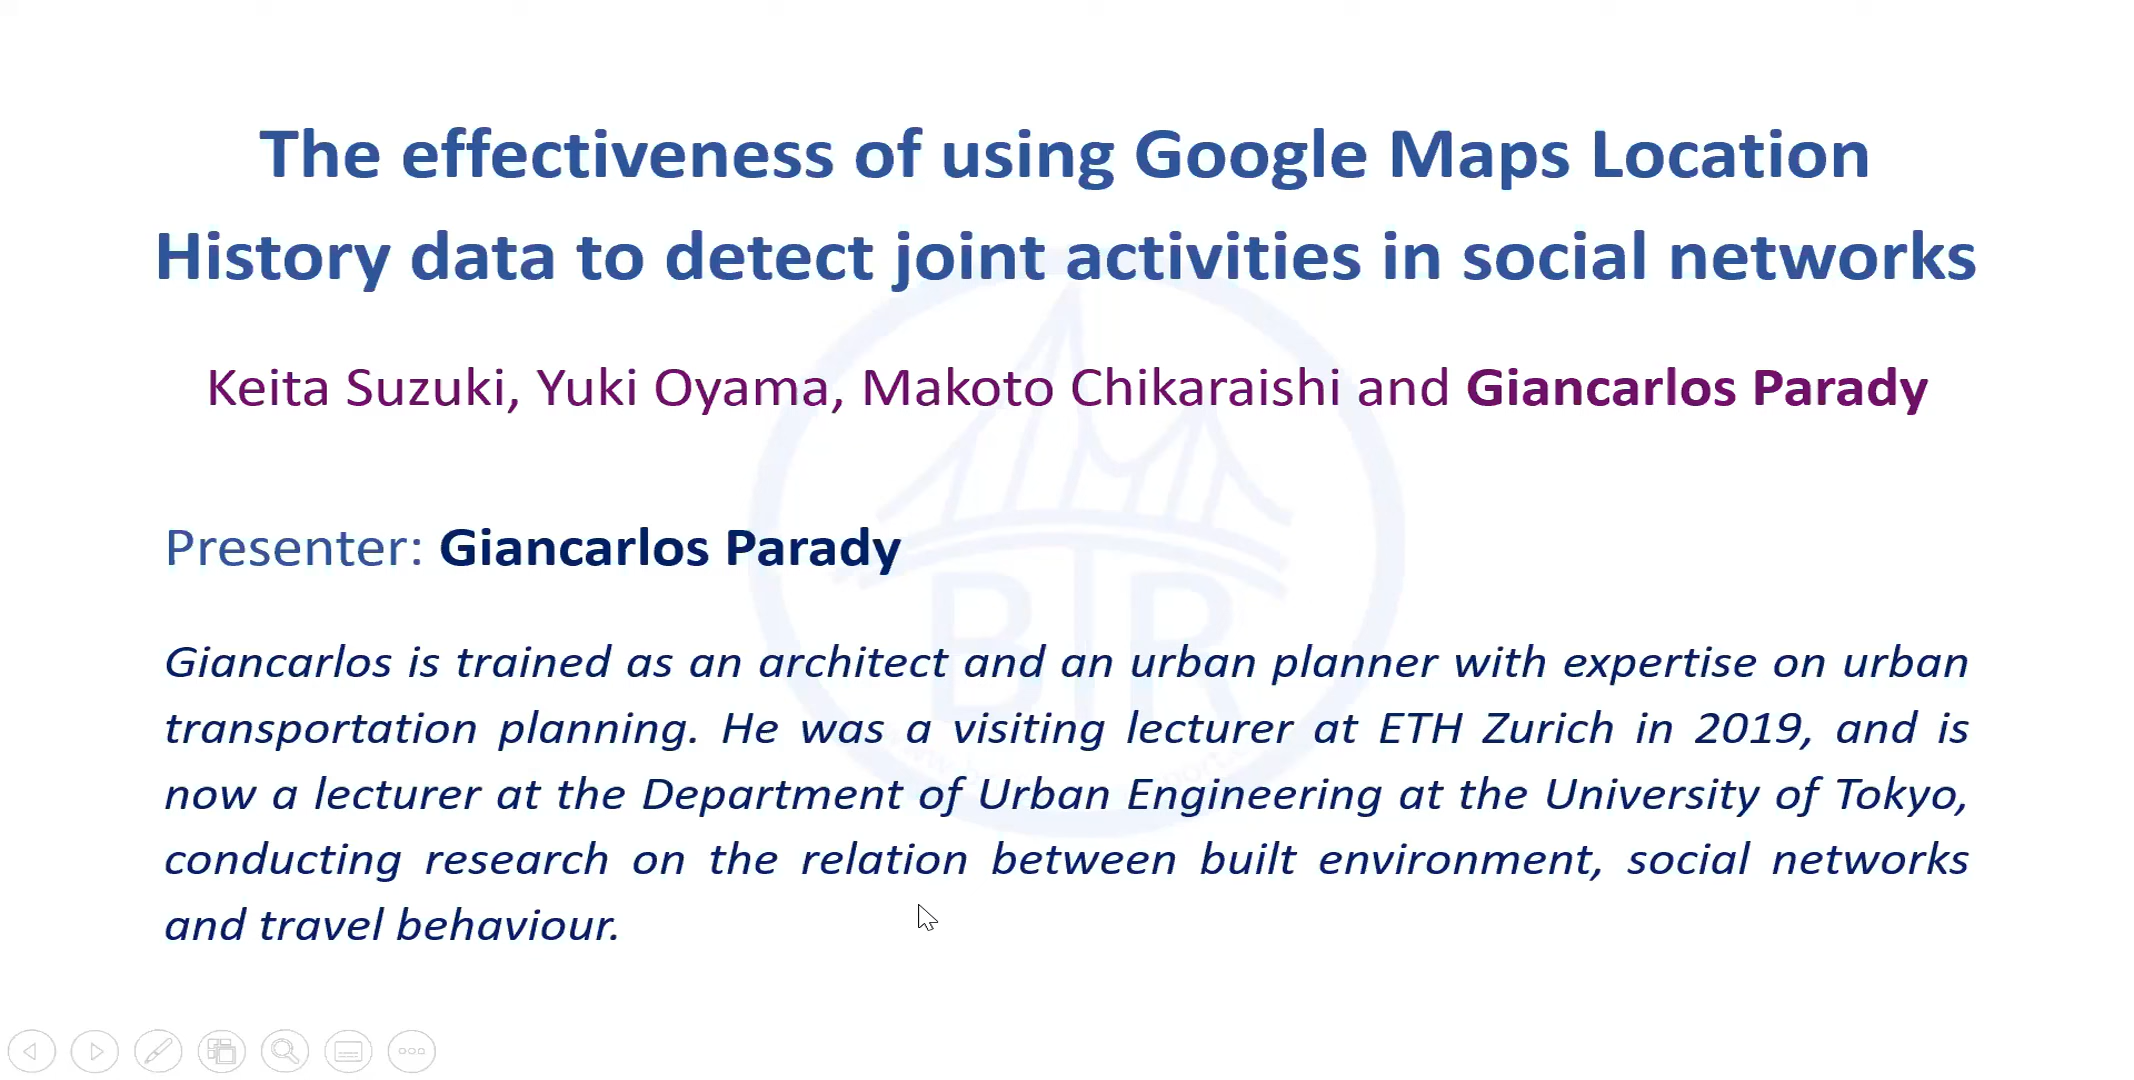 The effectiveness of using Google Maps Location
History data to detect joint activities in social networks
Keita Suzuki, Yuki Oyama, Makoto Chikaraishi and Giancarlos Parady
Presenter: Giancarlos Parady
Giancarlos is trained as an architect and an urban planner with expertise on urban
transportation planning. He was a visiting lecturer at ETH Zurich in 2019, and is
now a lecturer at the Department of Urban Engineering at the University of Tokyo,
conducting research on the relation between built environment, social networks
and travel behaviour.
BTR